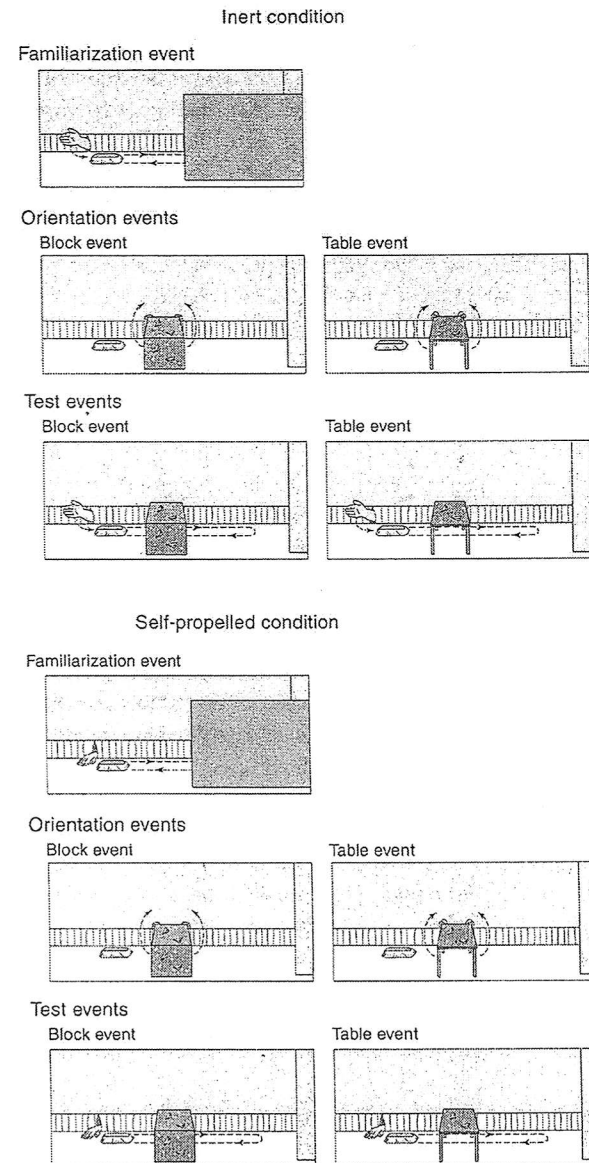 Inert condition
Familiarization event
Orientation events
Block event Table event
Test events
Block event Table event
Self-propelled condition
Familiarization event
Orientation events
Block event Table event
Test events
Block event Table event